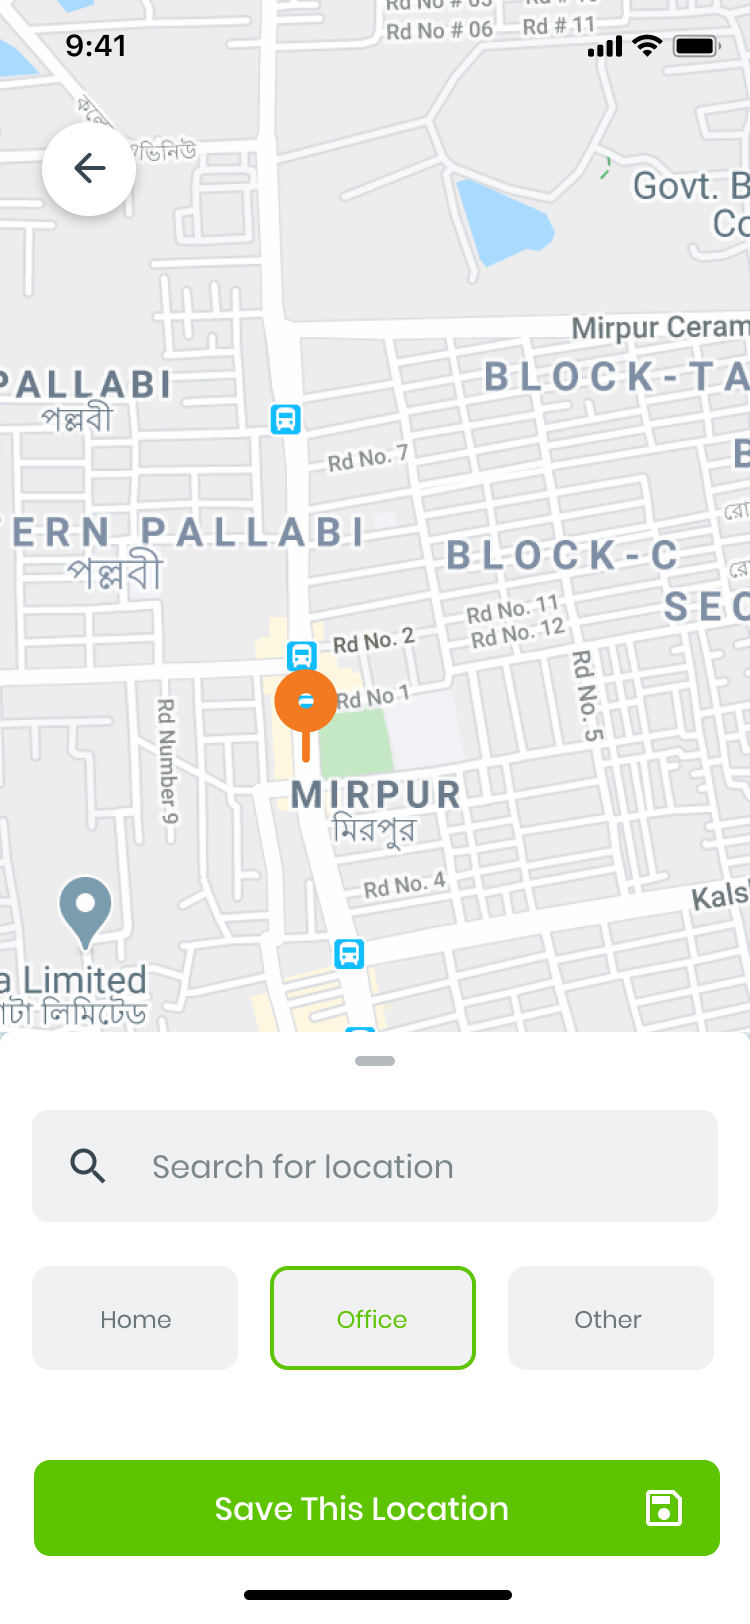 Rd # 11
Rd No # 06
9:41
এভিনিউ
Govt. B
Co
Mirpur Ceram
PALLABI
পল্লবী
BLOCK-TA
Rd No. 7
B
রো
ERN PALLABI
পল্লবী
BLOCK-C
SEC
Rd No. 11
Rd No. 12
Rd No. 2
Rd No 1
Rd No. 5
Rd Number 9
MIRPUR
মিরপুর
Rd No. 4
Kals
a Limited
টা লিমিটেড
Search for location
Home
Office
Other
Save This Location